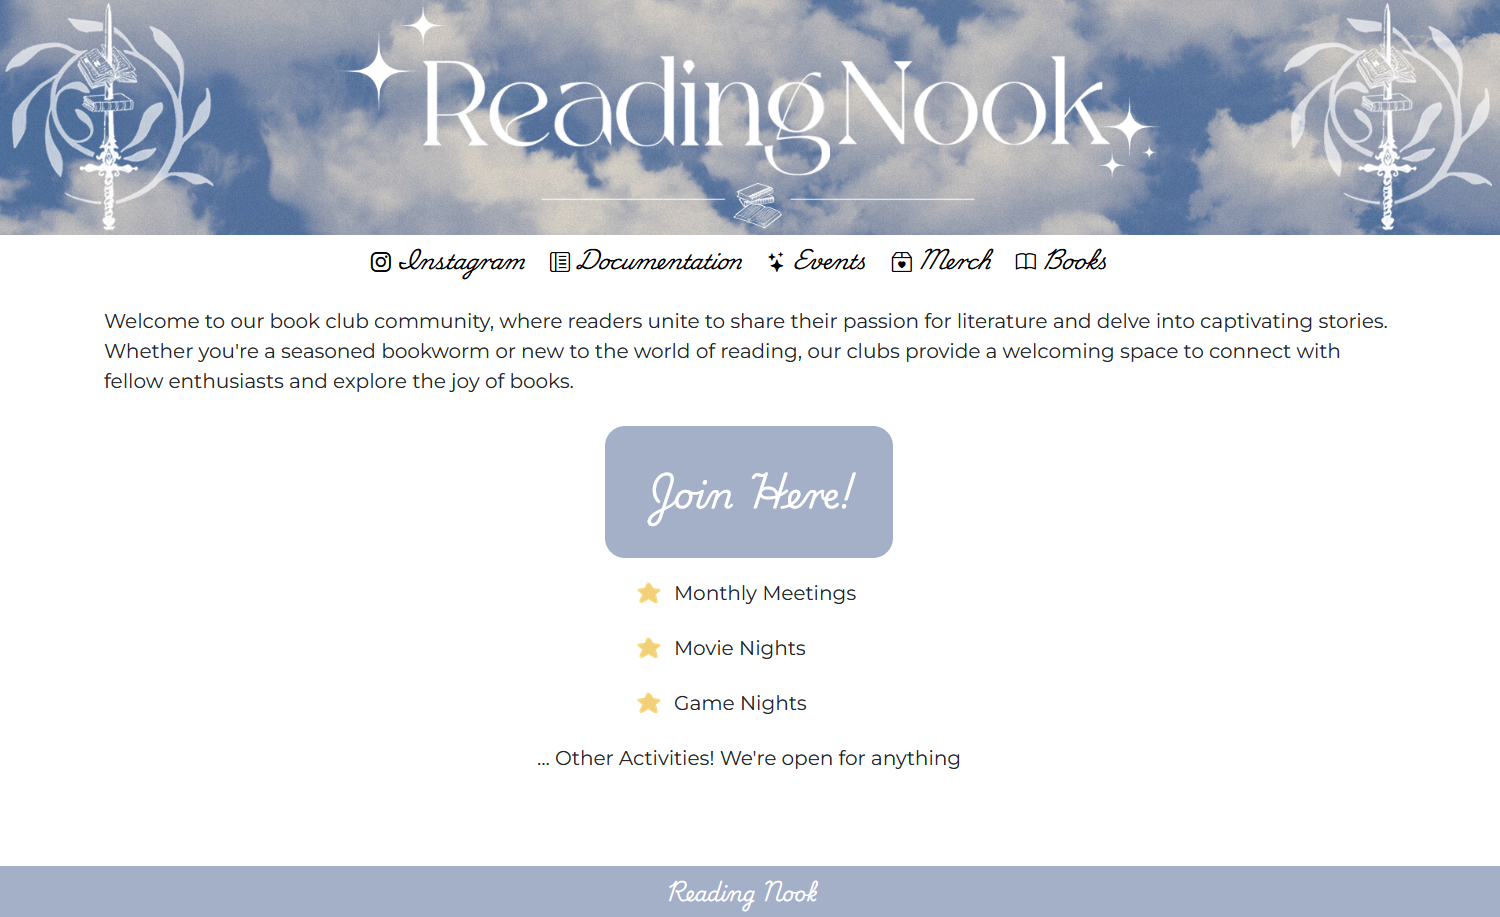 Reading Nook
Instagram Documentation Events Merch Books
Welcome to our book club community, where readers unite to share their passion for literature and delve into captivating stories.
Whether you're a seasoned bookworm or new to the world of reading, our clubs provide a welcoming space to connect with
fellow enthusiasts and explore the joy of books.
Join Here!
Monthly Meetings
Movie Nights
Game Nights
... Other Activities! We're open for anything
Reading Nook